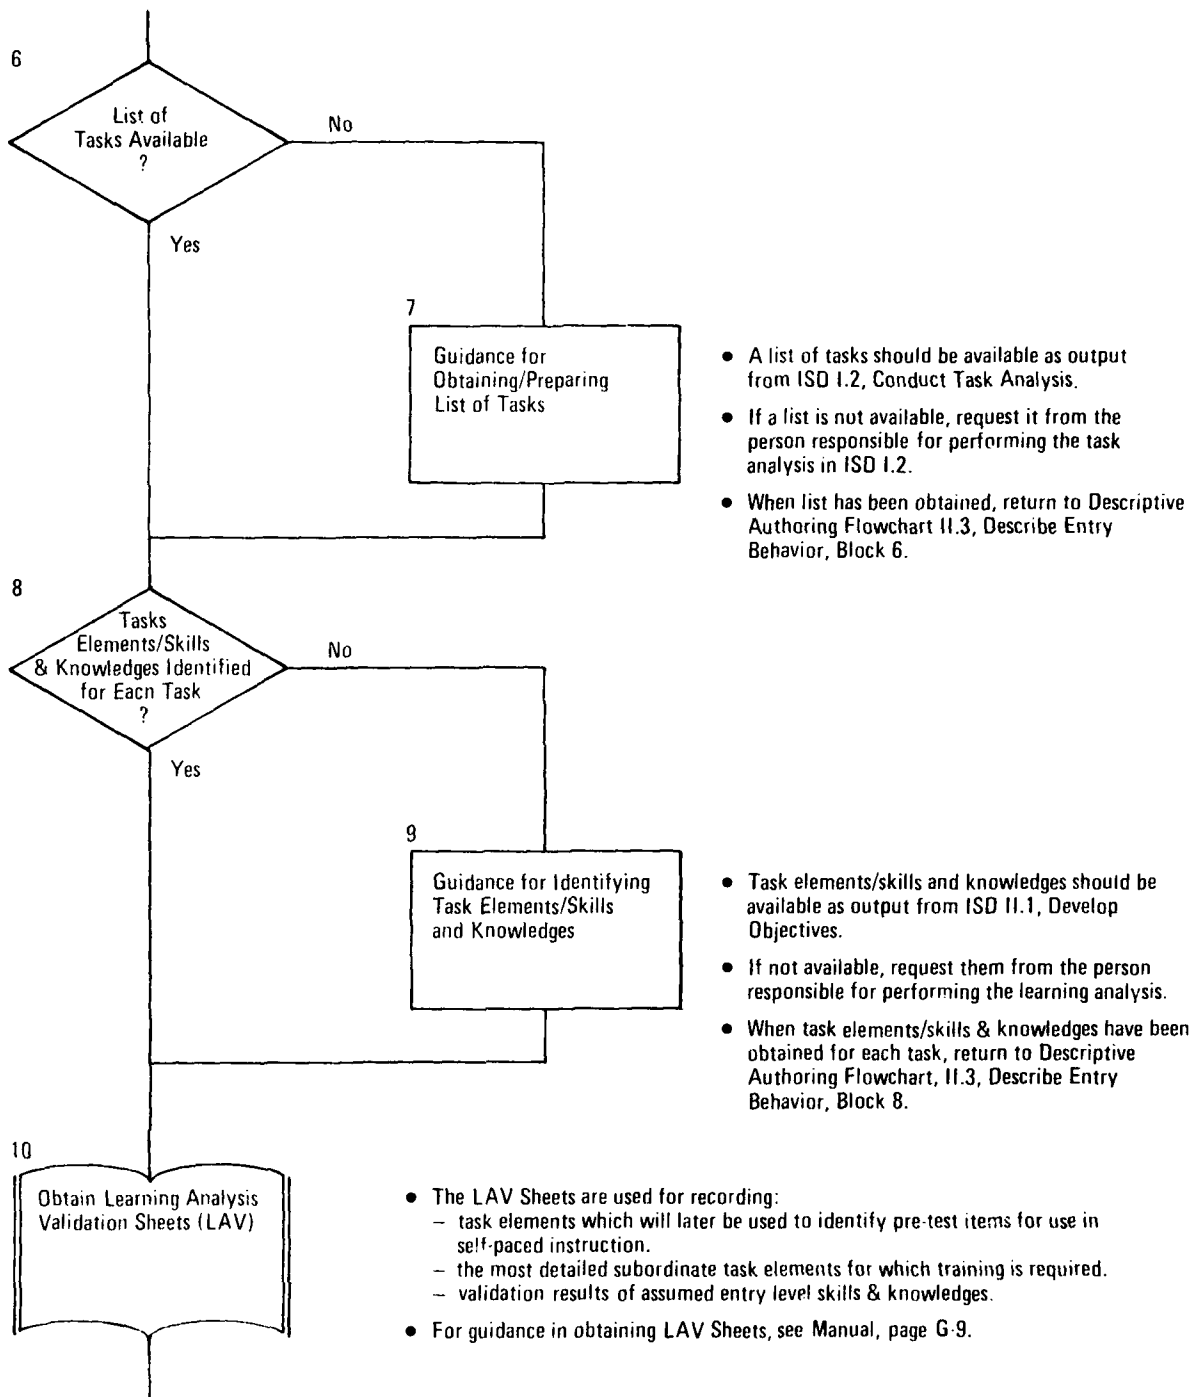 6
List of
Tasks Available
?
No
Yes
7
Guidance for
Obtaining/Preparing
List of Tasks
● A list of tasks should be available as output
from ISD I.2, Conduct Task Analysis.
● If a list is not available, request it from the
person responsible for performing the task
analysis in ISD I.2.
● When list has been obtained, return to Descriptive
Authoring Flowchart II.3, Describe Entry
Behavior, Block 6.
8
Tasks
Elements/Skills
& Knowledges Identified
for Eacn Task
?
No
Yes
9
Guidance for Identifying
Task Elements/Skills
and Knowledges
● Task elements/skills and knowledges should be
available as output from ISD II.1, Develop
Objectives.
● If not available, request them from the person
responsible for performing the learning analysis.
● When task elements/skills & knowledges have been
obtained for each task, return to Descriptive
Authoring Flowchart, II.3, Describe Entry
Behavior, Block 8.
10
Obtain Learning Analysis
Validation Sheets (LAV)
● The LAV Sheets are used for recording:
– task elements which will later be used to identify pre-test items for use in
self-paced instruction.
– the most detailed subordinate task elements for which training is required.
– validation results of assumed entry level skills & knowledges.
● For guidance in obtaining LAV Sheets, see Manual, page G-9.